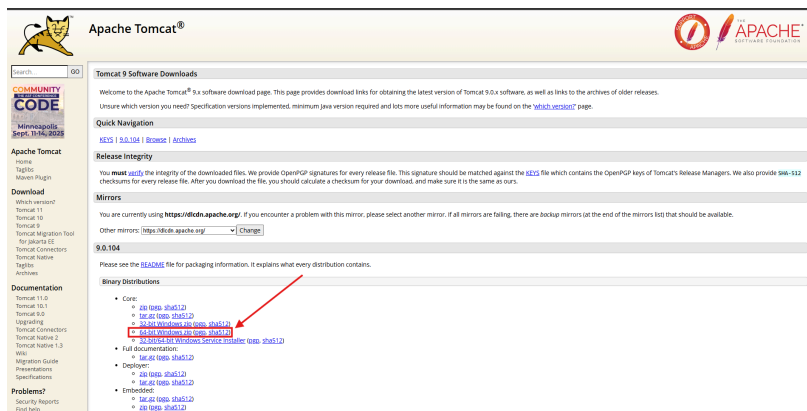 Apache Tomcat®
SUPPORT
APACHE
THE
APACHE®
SOFTWARE FOUNDATION
Search... GO
COMMUNITY
THE ASF CONFERENCE
CODE
Minneapolis
Sept. 11-14, 2025
Apache Tomcat
Home
Taglibs
Maven Plugin
Download
Which version?
Tomcat 11
Tomcat 10
Tomcat 9
Tomcat Migration Tool
for Jakarta EE
Tomcat Connectors
Tomcat Native
Taglibs
Archives
Documentation
Tomcat 11.0
Tomcat 10.1
Tomcat 9.0
Upgrading
Tomcat Connectors
Tomcat Native 2
Tomcat Native 1.3
Wiki
Migration Guide
Presentations
Specifications
Problems?
Security Reports
Find help
Tomcat 9 Software Downloads
Welcome to the Apache Tomcat® 9.x software download page. This page provides download links for obtaining the latest version of Tomcat 9.0.x software, as well as links to the archives of older releases.
Unsure which version you need? Specification versions implemented, minimum Java version required and lots more useful information may be found on the 'which version?' page.
Quick Navigation
KEYS | 9.0.104 | Browse | Archives
Release Integrity
You must verify the integrity of the downloaded files. We provide OpenPGP signatures for every release file. This signature should be matched against the KEYS file which contains the OpenPGP keys of Tomcat's Release Managers. We also provide SHA-512
checksums for every release file. After you download the file, you should calculate a checksum for your download, and make sure it is the same as ours.
Mirrors
You are currently using https://dlcdn.apache.org/. If you encounter a problem with this mirror, please select another mirror. If all mirrors are failing, there are backup mirrors (at the end of the mirrors list) that should be available.
Other mirrors: https://dlcdn.apache.org/ Change
9.0.104
Please see the README file for packaging information. It explains what every distribution contains.
Binary Distributions
Core:
zip (pgp, sha512)
tar.gz (pgp, sha512)
32-bit Windows zip (pgp, sha512)
64-bit Windows zip (pgp, sha512)
32-bit/64-bit Windows Service Installer (pgp, sha512)
Full documentation:
tar.gz (pgp, sha512)
Deployer:
zip (pgp, sha512)
tar.gz (pgp, sha512)
Embedded:
tar.gz (pgp, sha512)
zip (pgp, sha512)